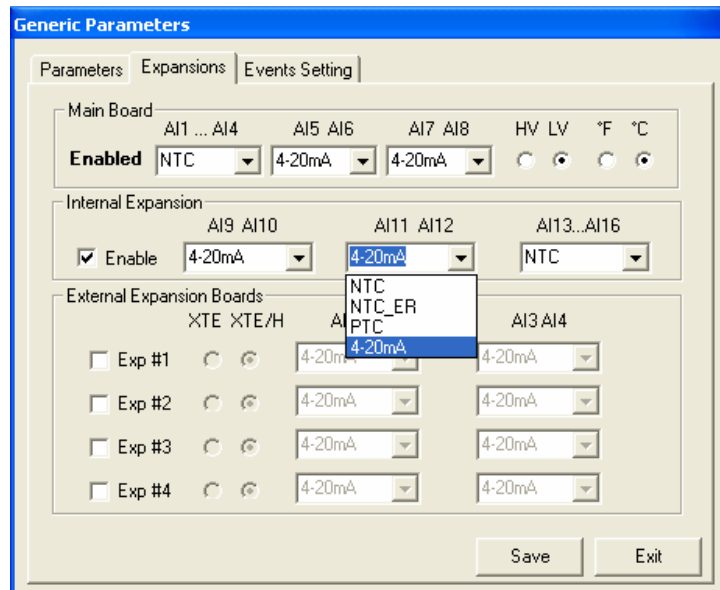 Generic Parameters
Parameters Expansions Events Setting
Main Board
AI1 ... AI4 AI5 AI6 AI7 AI8 HV LV °F °C
Enabled NTC 4-20mA 4-20mA
Internal Expansion
AI9 AI10 AI11 AI12 AI13...AI16
Enable 4-20mA 4-20mA NTC
NTC
NTC_ER
PTC
4-20mA
External Expansion Boards
XTE XTE/H AI3 AI4
Exp #1 4-20mA
Exp #2 4-20mA 4-20mA
Exp #3 4-20mA 4-20mA
Exp #4 4-20mA 4-20mA
Save Exit